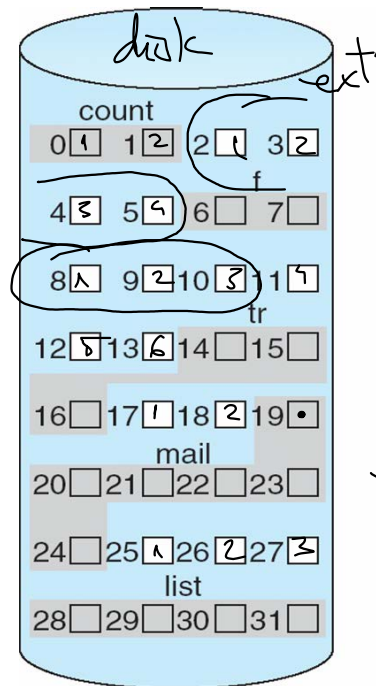 disk
ext
count
0 1 1 2 2 1 3 2
f
4 3 5 4 6 7
8 1 9 2 10 3 11 4
tr
12 5 13 6 14 15
16 17 1 18 2 19
mail
20 21 22 23
24 25 1 26 2 27 3
list
28 29 30 31